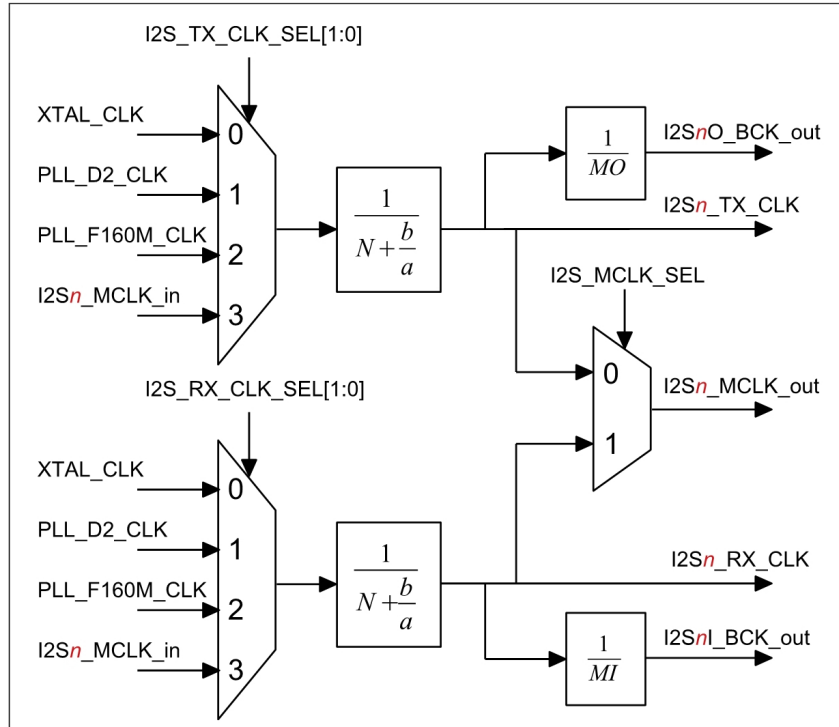 I2S_TX_CLK_SEL[1:0]
XTAL_CLK
0
PLL_D2_CLK
1
PLL_F160M_CLK
2
I2Sn_MCLK_in
3
1
N + b
a
1
MO
I2SnO_BCK_out
I2Sn_TX_CLK
I2S_MCLK_SEL
0
1
I2Sn_MCLK_out
I2S_RX_CLK_SEL[1:0]
XTAL_CLK
0
PLL_D2_CLK
1
PLL_F160M_CLK
2
I2Sn_MCLK_in
3
1
N + b
a
I2Sn_RX_CLK
1
MI
I2SnI_BCK_out